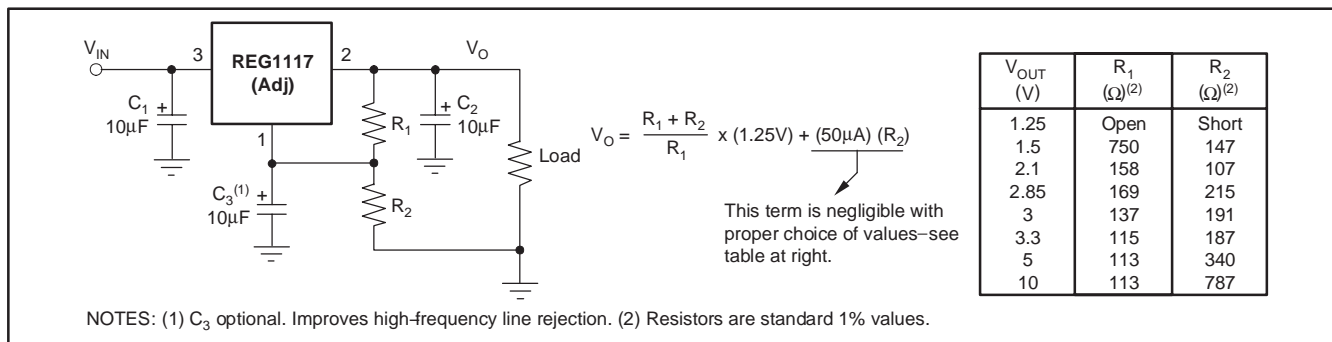 V_IN
3
REG1117
(Adj)
2
V_O
C_1 +
10µF
1
R_1
+ C_2
10µF
Load
C_3^(1) +
10µF
R_2
V_O = (R_1 + R_2) / R_1 x (1.25V) + (50µA) (R_2)
This term is negligible with
proper choice of values–see
table at right.
V_OUT (V) R_1 (Ω)^(2) R_2 (Ω)^(2)
1.25 Open Short
1.5 750 147
2.1 158 107
2.85 169 215
3 137 191
3.3 115 187
5 113 340
10 113 787
NOTES: (1) C_3 optional. Improves high-frequency line rejection. (2) Resistors are standard 1% values.